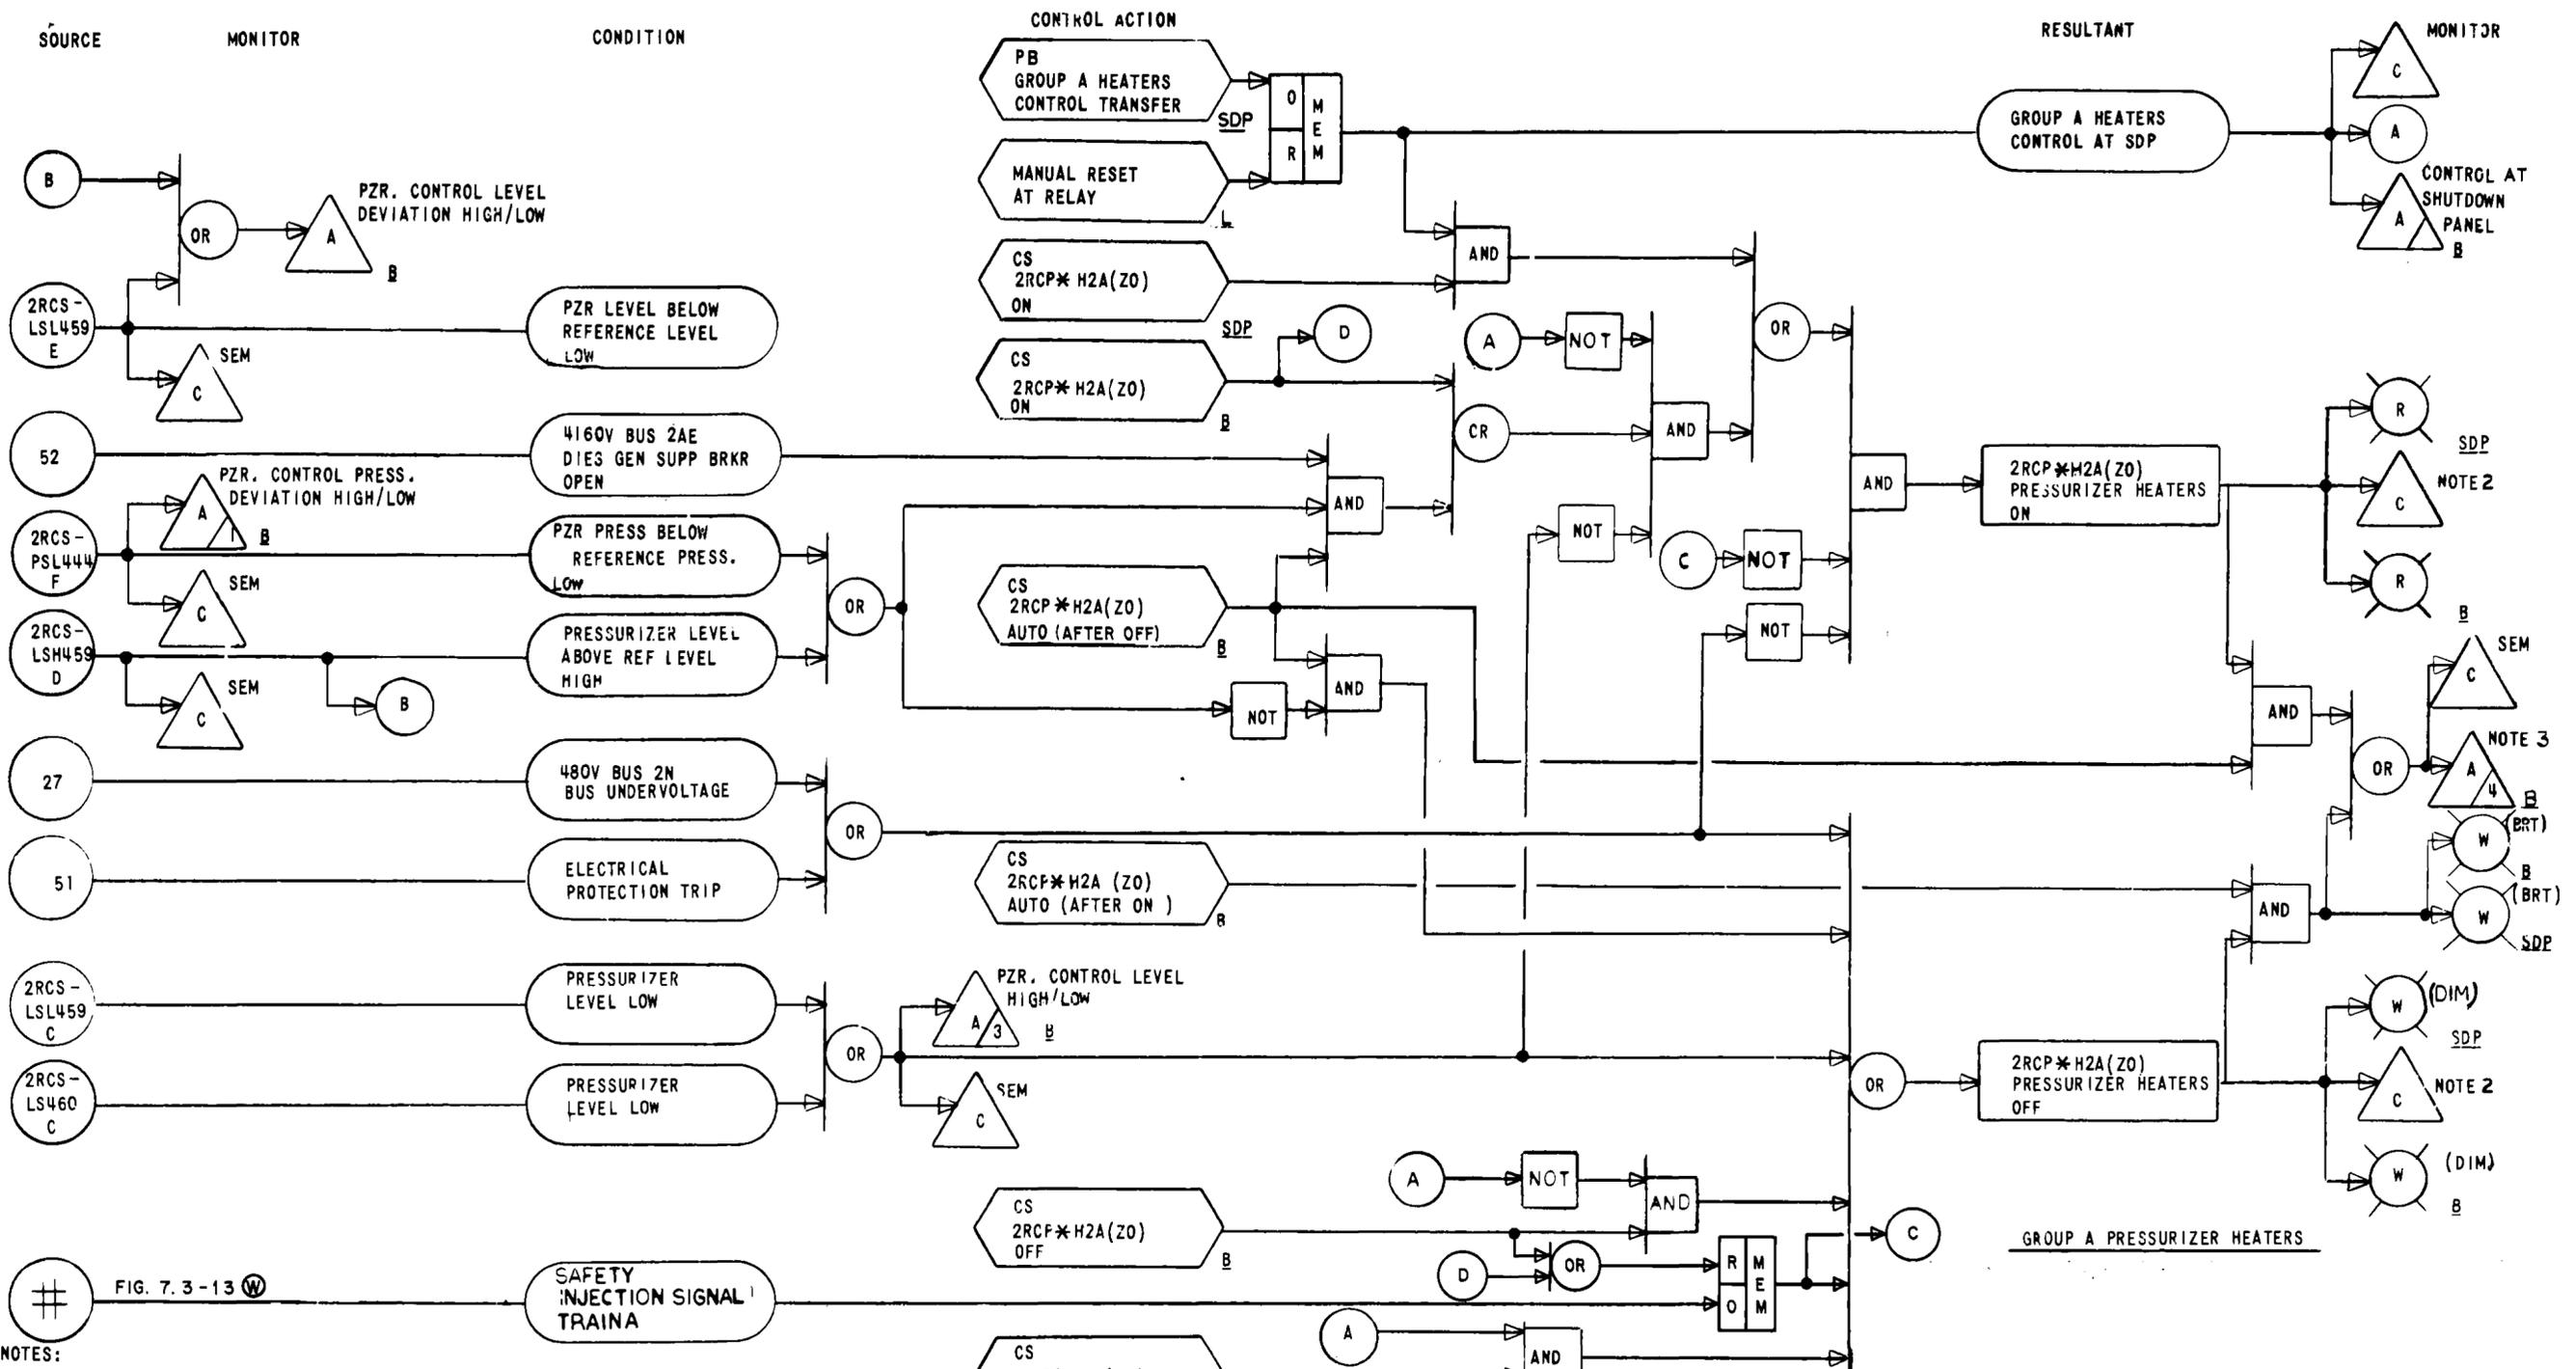 SOURCE
MONITOR
CONDITION
CONTROL ACTION
RESULTANT
MONITOR
PB
GROUP A HEATERS
CONTROL TRANSFER
SDP
O
R
M
E
M
MANUAL RESET
AT RELAY
L
GROUP A HEATERS
CONTROL AT SDP
C
A
A
CONTROL AT
SHUTDOWN
PANEL
B
B
OR
A
PZR. CONTROL LEVEL
DEVIATION HIGH/LOW
B
2RCS-
LSL459
E
C
SEM
PZR LEVEL BELOW
REFERENCE LEVEL
LOW
CS
2RCP* H2A(ZO)
ON
SDP
AND
CS
2RCP* H2A(ZO)
ON
B
D
A
NOT
OR
52
4160V BUS 2AE
DIES GEN SUPP BRKR
OPEN
AND
CR
AND
NOT
C
NOT
NOT
AND
2RCP*H2A(ZO)
PRESSURIZER HEATERS
ON
R
SDP
C
NOTE 2
R
B
2RCS-
PSL444
F
A
1
PZR. CONTROL PRESS.
DEVIATION HIGH/LOW
B
C
SEM
PZR PRESS BELOW
REFERENCE PRESS.
LOW
OR
2RCS-
LSH459
D
C
SEM
B
PRESSURIZER LEVEL
ABOVE REF LEVEL
HIGH
CS
2RCP*H2A(ZO)
AUTO (AFTER OFF)
B
NOT
AND
AND
OR
C
SEM
A
4
NOTE 3
B
27
480V BUS 2N
BUS UNDERVOLTAGE
51
ELECTRICAL
PROTECTION TRIP
OR
CS
2RCP*H2A (ZO)
AUTO (AFTER ON )
B
AND
W
(BRT)
B
W
(BRT)
SDP
2RCS-
LSL459
C
PRESSURIZER
LEVEL LOW
2RCS-
LS460
C
PRESSURIZER
LEVEL LOW
OR
A
3
PZR. CONTROL LEVEL
HIGH/LOW
B
C
SEM
OR
2RCP*H2A(ZO)
PRESSURIZER HEATERS
OFF
W
(DIM)
SDP
C
NOTE 2
W
(DIM)
B
A
NOT
AND
CS
2RCP*H2A(ZO)
OFF
B
D
OR
R
O
M
E
M
C
GROUP A PRESSURIZER HEATERS
#
FIG. 7.3-13 W
SAFETY
INJECTION SIGNAL
TRAINA
A
AND
CS
NOTES: